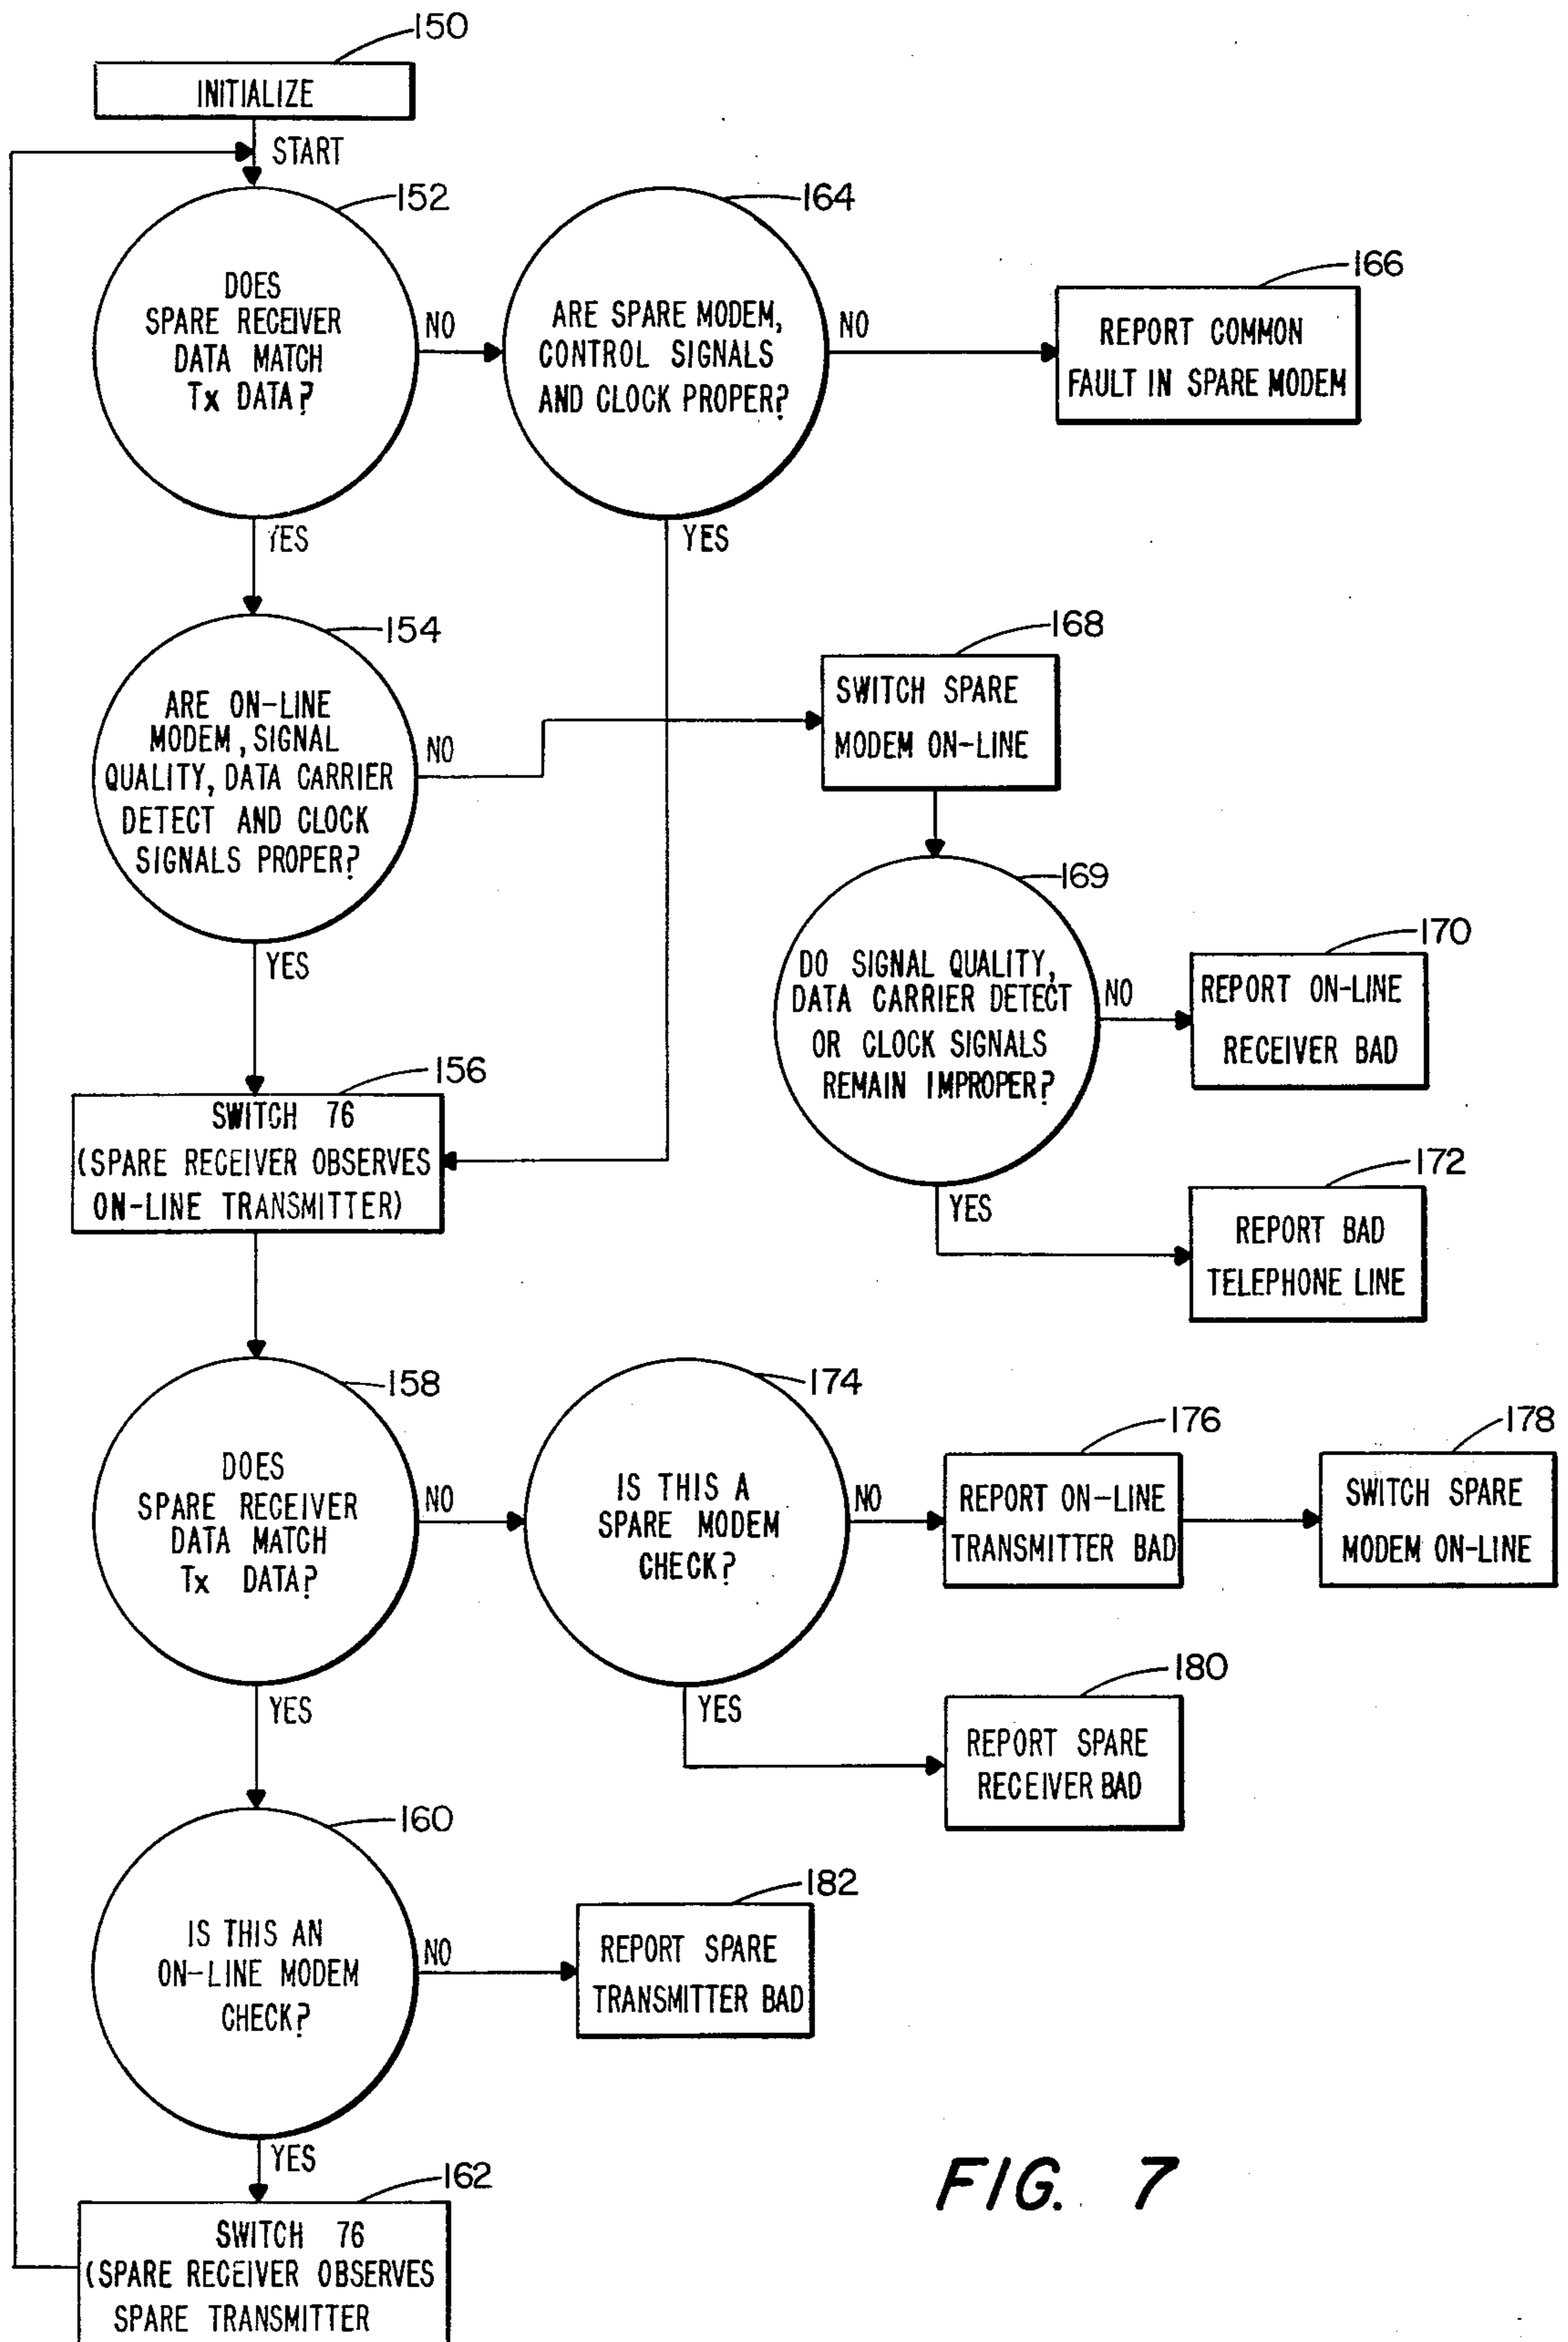 150
INITIALIZE
START
152
DOES
SPARE RECEIVER
DATA MATCH
Tx DATA?
NO
YES
164
ARE SPARE MODEM,
CONTROL SIGNALS
AND CLOCK PROPER?
NO
YES
166
REPORT COMMON
FAULT IN SPARE MODEM
154
ARE ON-LINE
MODEM, SIGNAL
QUALITY, DATA CARRIER
DETECT AND CLOCK
SIGNALS PROPER?
NO
YES
168
SWITCH SPARE
MODEM ON-LINE
169
DO SIGNAL QUALITY,
DATA CARRIER DETECT
OR CLOCK SIGNALS
REMAIN IMPROPER?
NO
YES
170
REPORT ON-LINE
RECEIVER BAD
172
REPORT BAD
TELEPHONE LINE
156
SWITCH 76
(SPARE RECEIVER OBSERVES
ON-LINE TRANSMITTER)
158
DOES
SPARE RECEIVER
DATA MATCH
Tx DATA?
NO
YES
174
IS THIS A
SPARE MODEM
CHECK?
NO
YES
176
REPORT ON-LINE
TRANSMITTER BAD
178
SWITCH SPARE
MODEM ON-LINE
180
REPORT SPARE
RECEIVER BAD
160
IS THIS AN
ON-LINE MODEM
CHECK?
NO
YES
182
REPORT SPARE
TRANSMITTER BAD
162
SWITCH 76
(SPARE RECEIVER OBSERVES
SPARE TRANSMITTER
FIG. 7